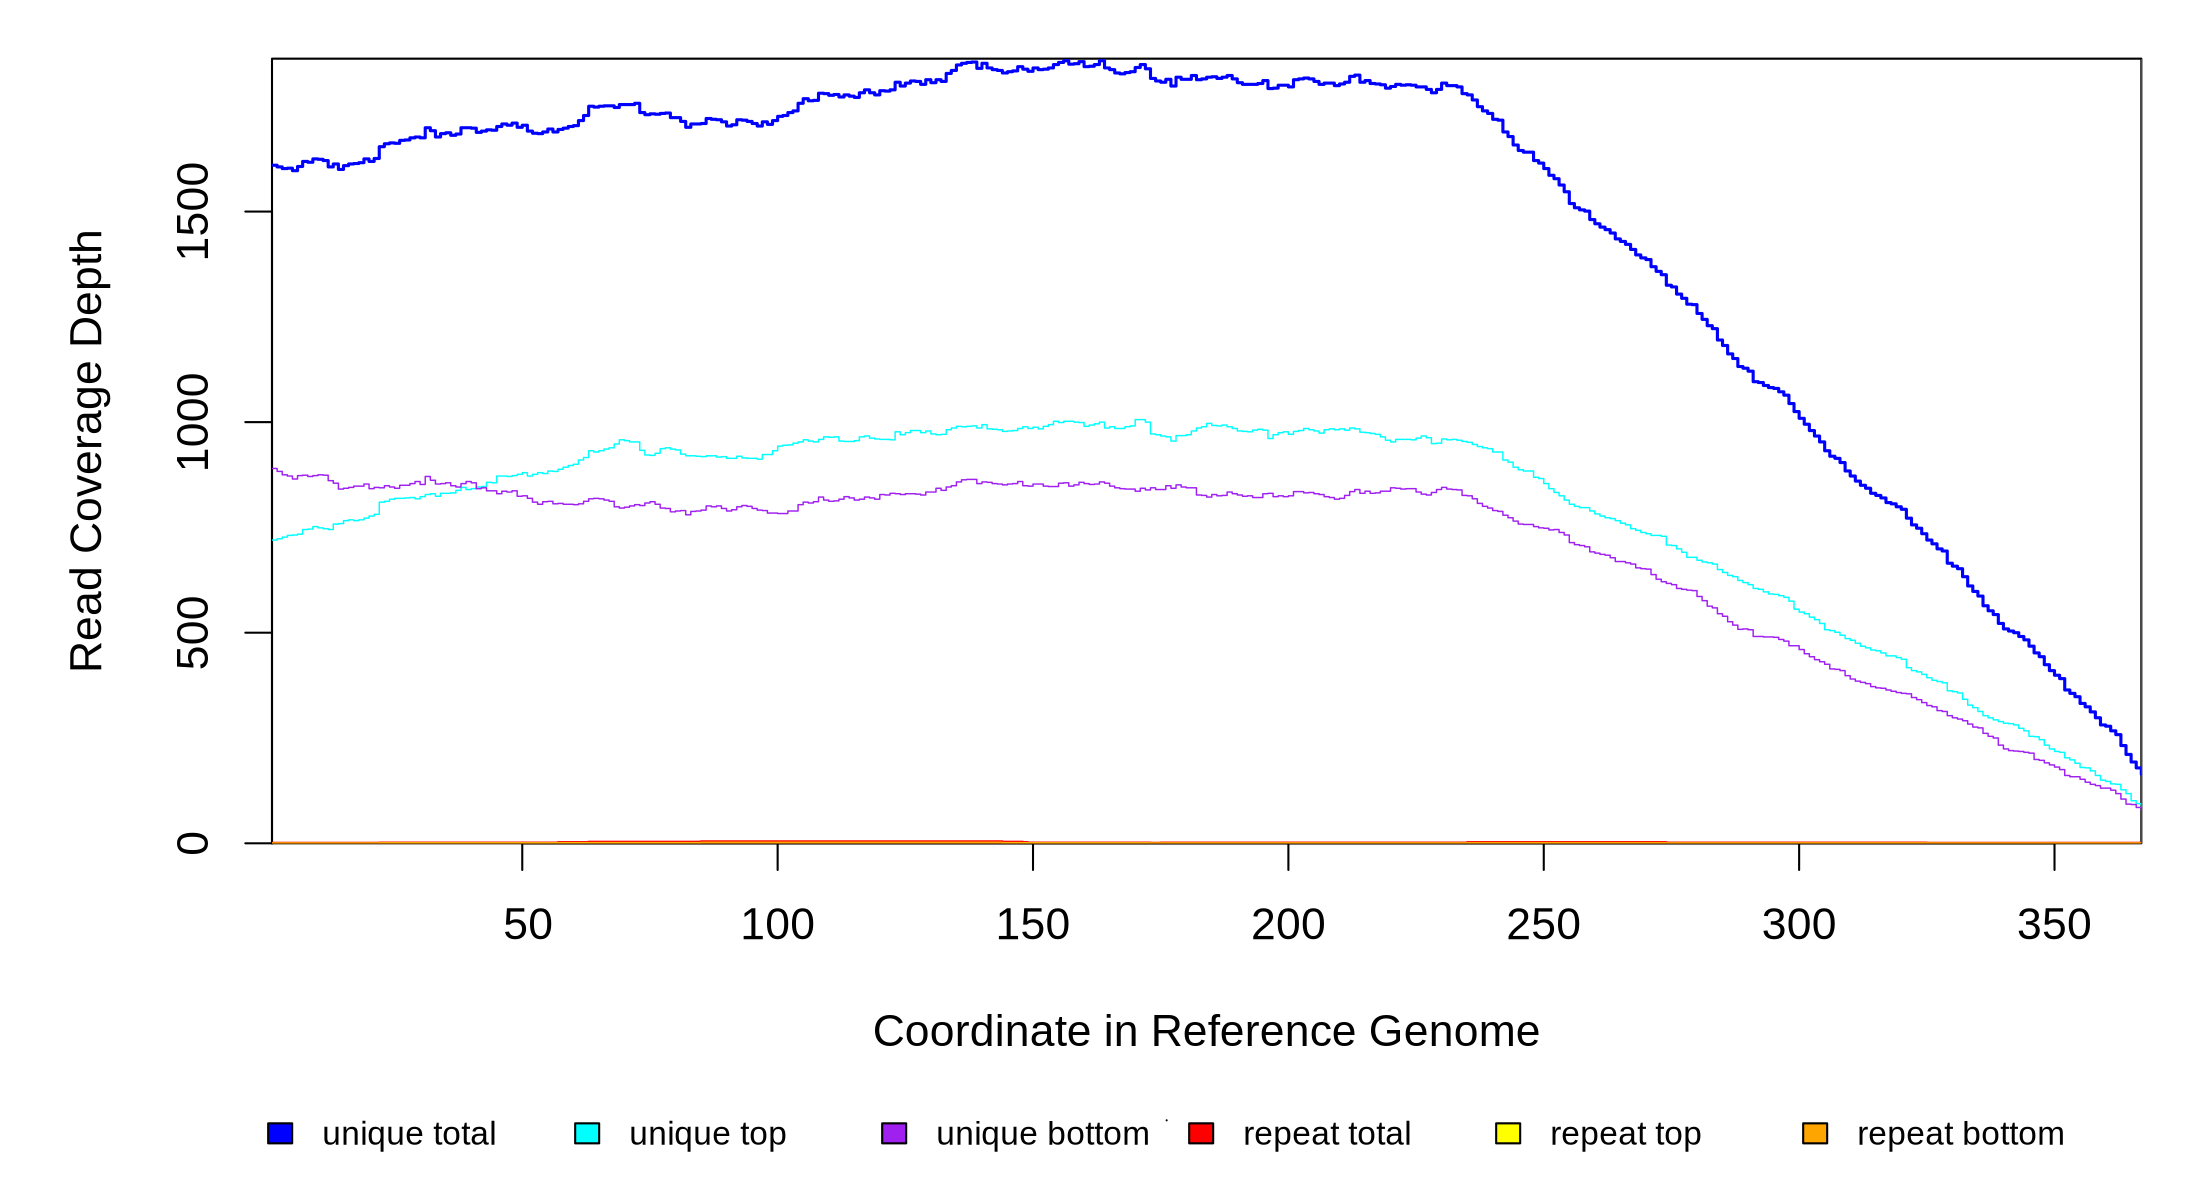 Read Coverage Depth
1500
1000
500
0
50 100 150 200 250 300 350
Coordinate in Reference Genome
unique total unique top unique bottom repeat total repeat top repeat bottom